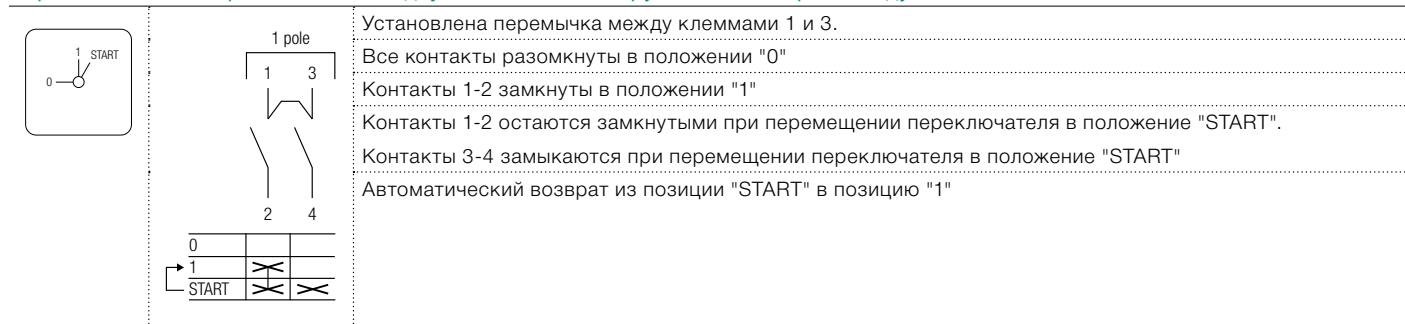 1 START
0
1 pole
1 3
2 4
0
1
START
Установлена перемычка между клеммами 1 и 3.
Все контакты разомкнуты в положении "0"
Контакты 1-2 замкнуты в положении "1"
Контакты 1-2 остаются замкнутыми при перемещении переключателя в положение "START".
Контакты 3-4 замыкаются при перемещении переключателя в положение "START"
Автоматический возврат из позиции "START" в позицию "1"